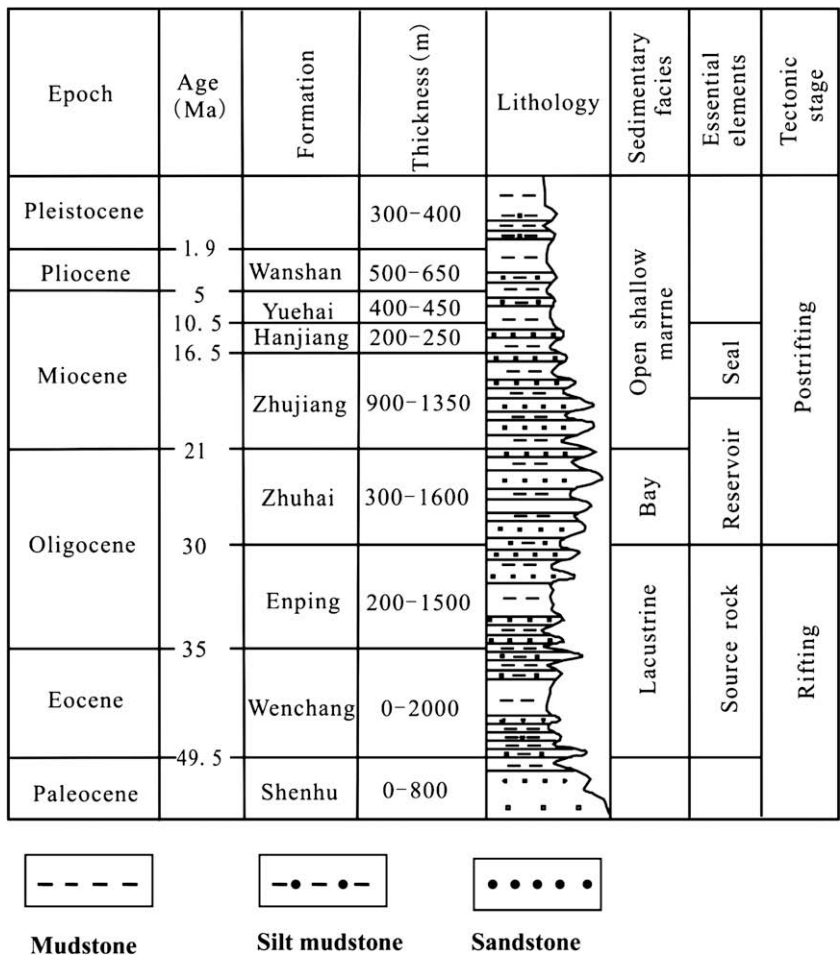 Epoch
Age
(Ma)
Formation
Thickness(m)
Lithology
Sedimentary
facies
Essential
elements
Tectonic
stage
Pleistocene
300-400
1.9
Pliocene
Wanshan
500-650
5
Yuehai
400-450
10.5
Hanjiang
200-250
16.5
Miocene
Zhujiang
900-1350
Open shallow
marrne
Seal
Postrifting
21
Zhuhai
300-1600
Bay
Reservoir
Oligocene
30
Enping
200-1500
35
Lacustrine
Source rock
Rifting
Eocene
Wenchang
0-2000
49.5
Paleocene
Shenhu
0-800
Mudstone
Silt mudstone
Sandstone